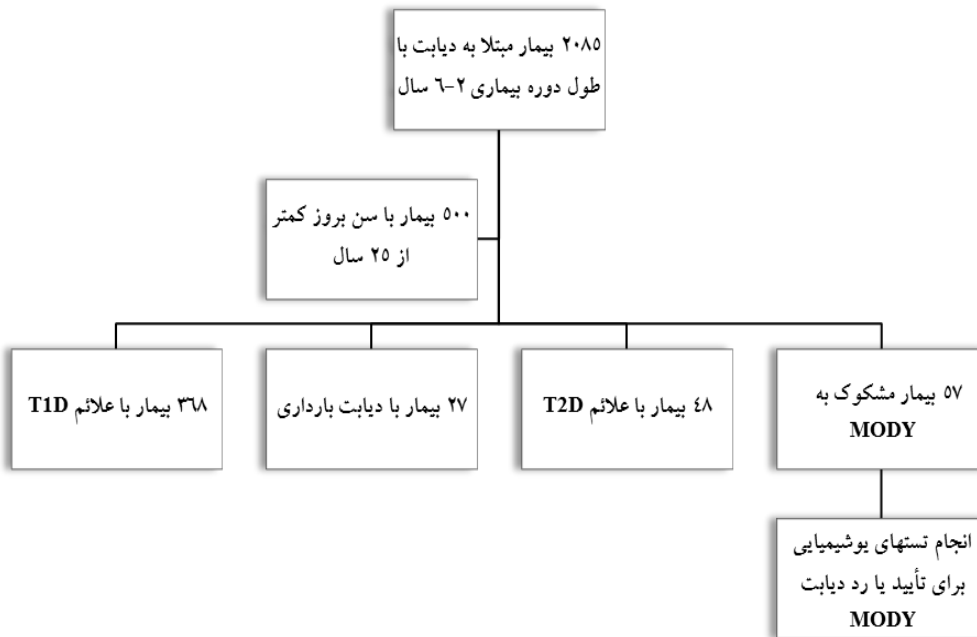 ۲۰۸۵ بیمار مبتلا به دیابت با
طول دوره بیماری ۲-۶ سال
۵۰۰ بیمار با سن بروز کمتر
از ۲۵ سال
۵۷ بیمار مشکوک به
MODY
۴۸ بیمار با علائم T2D
۲۷ بیمار با دیابت بارداری
۳۶۸ بیمار با علائم T1D
انجام تستهای یوشیمیایی
برای تأیید یا رد دیابت
MODY